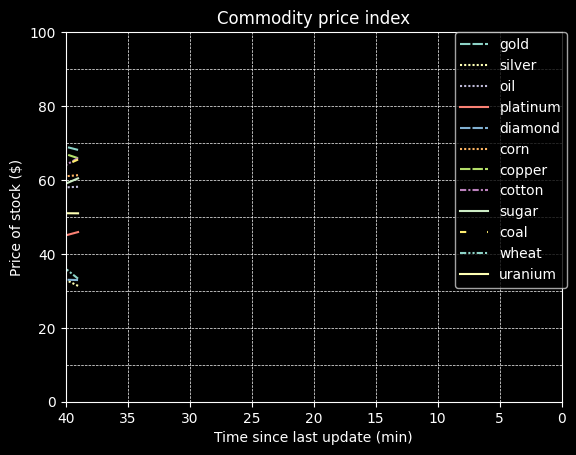 Commodity price index
100
80
60
40
20
0
Price of stock ($)
40 35 30 25 20 15 10 5 0
Time since last update (min)
gold
silver
oil
platinum
diamond
corn
copper
cotton
sugar
coal
wheat
uranium